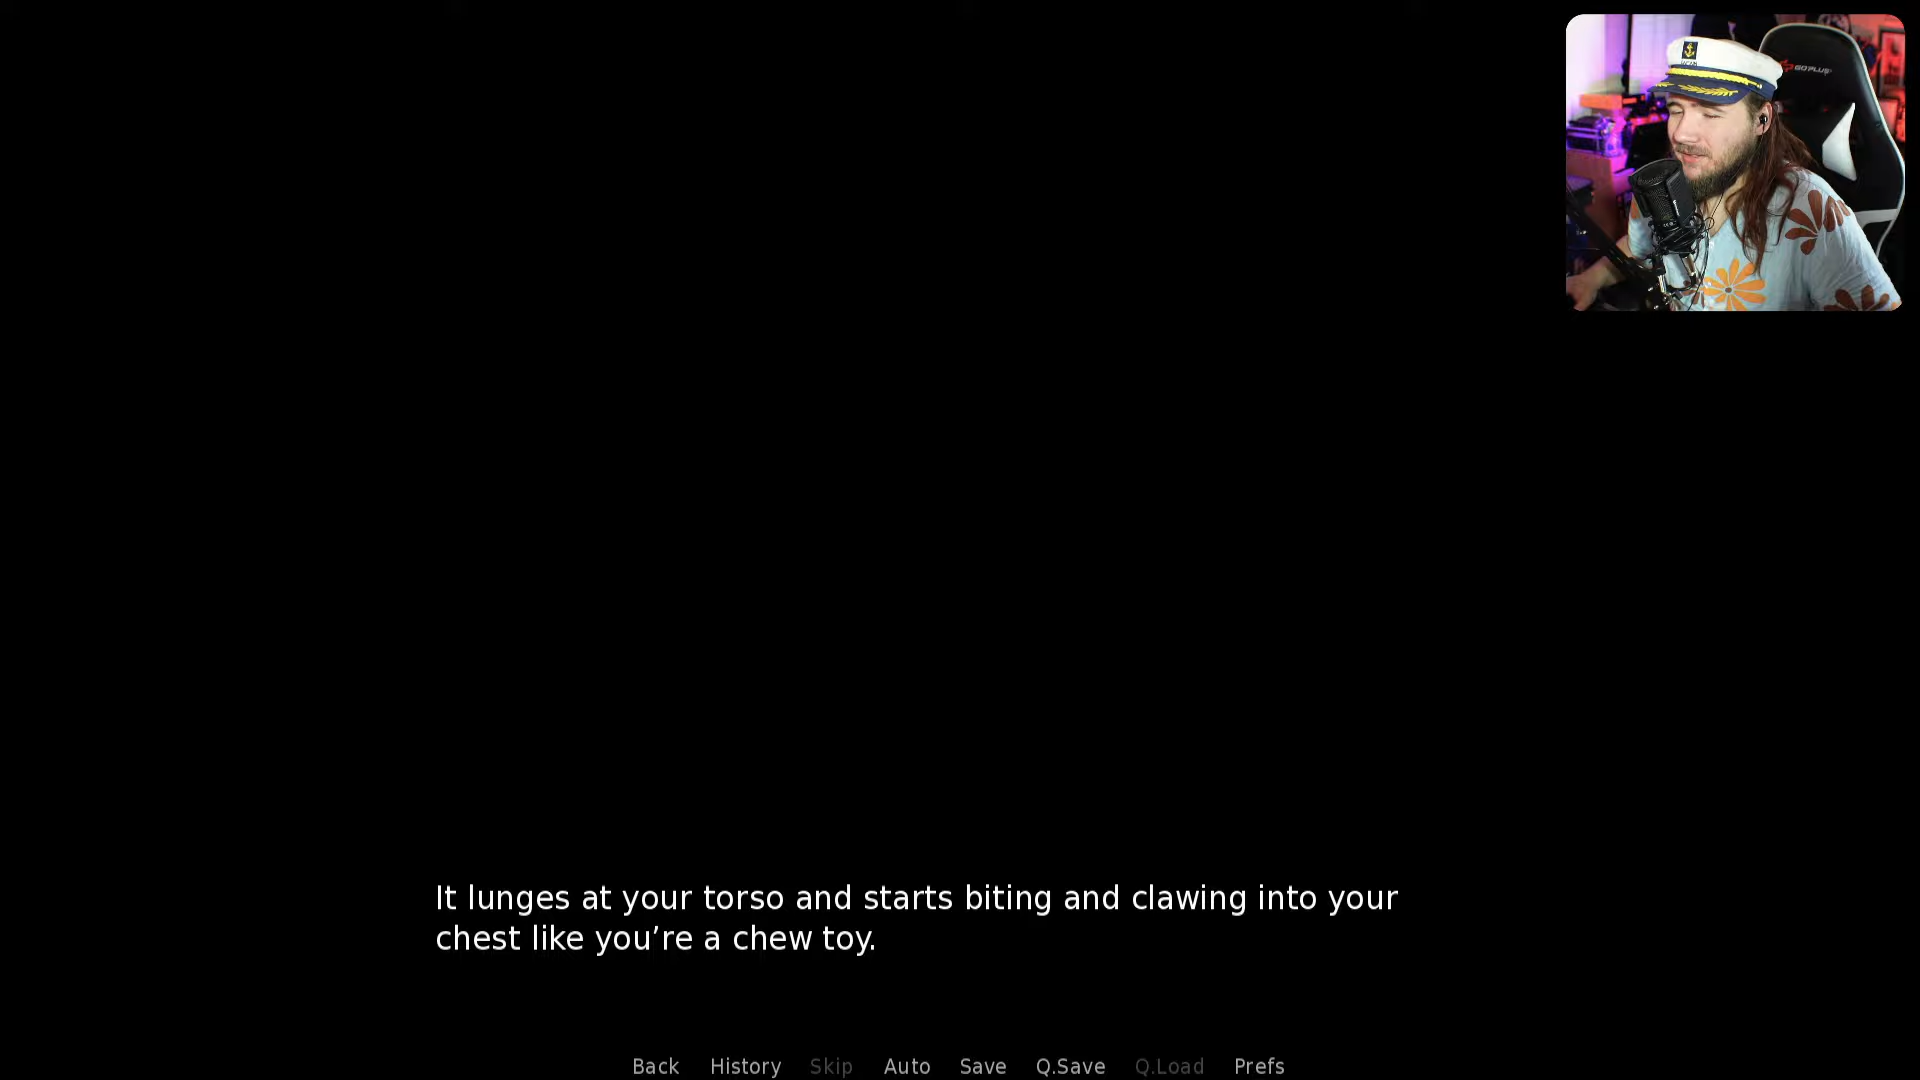 GOPLUS
It lunges at your torso and starts biting and clawing into your
chest like you’re a chew toy.
Back History Skip Auto Save Q.Save Q.Load Prefs